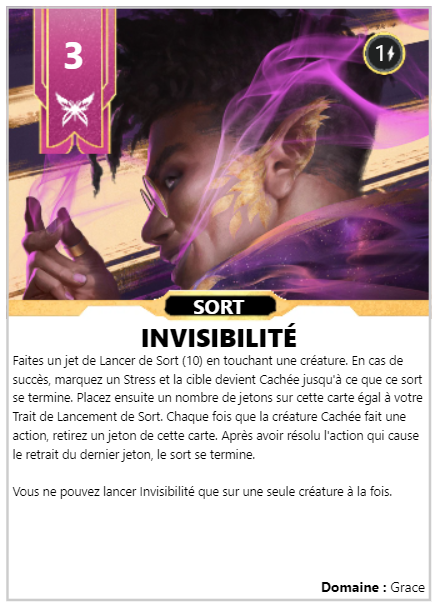 3
1
SORT
INVISIBILITÉ
Faites un jet de Lancer de Sort (10) en touchant une créature. En cas de
succès, marquez un Stress et la cible devient Cachée jusqu'à ce que ce sort
se termine. Placez ensuite un nombre de jetons sur cette carte égal à votre
Trait de Lancement de Sort. Chaque fois que la créature Cachée fait une
action, retirez un jeton de cette carte. Après avoir résolu l'action qui cause
le retrait du dernier jeton, le sort se termine.
Vous ne pouvez lancer Invisibilité que sur une seule créature à la fois.
Domaine : Grace